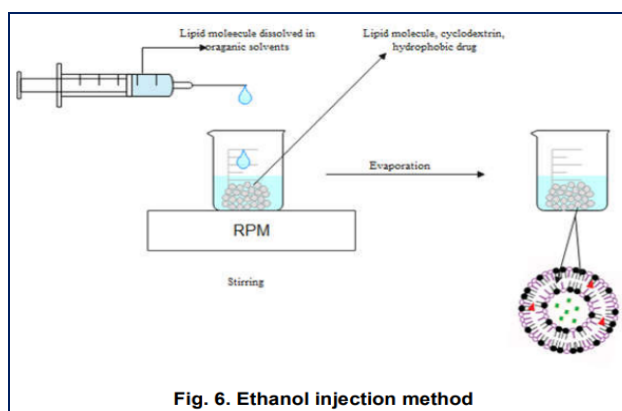 Lipid moleecule dissolved in
oraganic solvents
Lipid molecule, cyclodextrin,
hydrophobic drug
Evaporation
RPM
Stirring
Fig. 6. Ethanol injection method